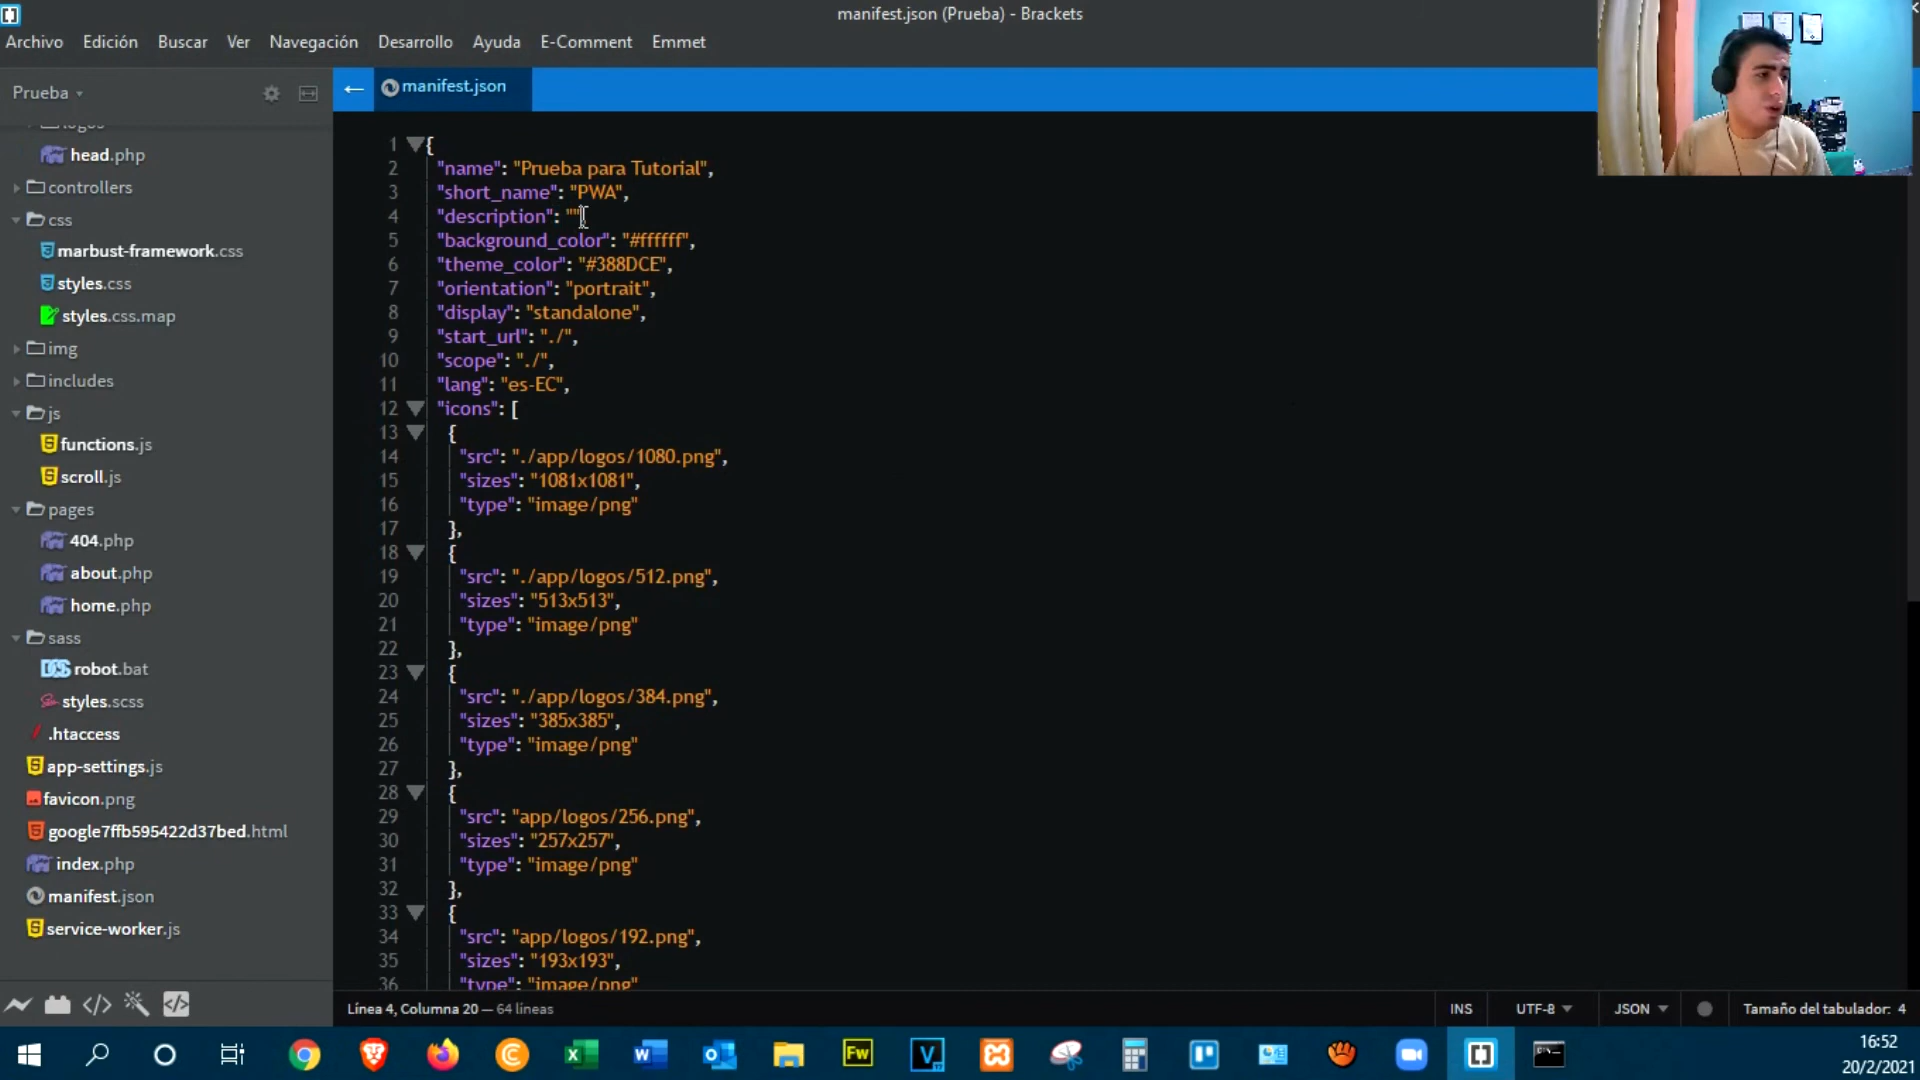 manifest.json (Prueba) - Brackets
Archivo Edición Buscar Ver Navegación Desarrollo Ayuda E-Comment Emmet
Prueba
logos
head.php
controllers
css
marbust-framework.css
styles.css
styles.css.map
img
includes
js
functions.js
scroll.js
pages
404.php
about.php
home.php
sass
robot.bat
styles.scss
.htaccess
app-settings.js
favicon.png
google7ffb595422d37bed.html
index.php
manifest.json
service-worker.js
manifest.json
1 {
2 "name": "Prueba para Tutorial",
3 "short_name": "PWA",
4 "description": ""
5 "background_color": "#ffffff",
6 "theme_color": "#388DCE",
7 "orientation": "portrait",
8 "display": "standalone",
9 "start_url": "./",
10 "scope": "./",
11 "lang": "es-EC",
12 "icons": [
13 {
14 "src": "./app/logos/1080.png",
15 "sizes": "1081x1081",
16 "type": "image/png"
17 },
18 {
19 "src": "./app/logos/512.png",
20 "sizes": "513x513",
21 "type": "image/png"
22 },
23 {
24 "src": "./app/logos/384.png",
25 "sizes": "385x385",
26 "type": "image/png"
27 },
28 {
29 "src": "app/logos/256.png",
30 "sizes": "257x257",
31 "type": "image/png"
32 },
33 {
34 "src": "app/logos/192.png",
35 "sizes": "193x193",
36 "type": "image/png"
Línea 4, Columna 20 — 64 líneas
INS UTF-8 JSON Tamaño del tabulador: 4
Fw
16:52
20/2/2021